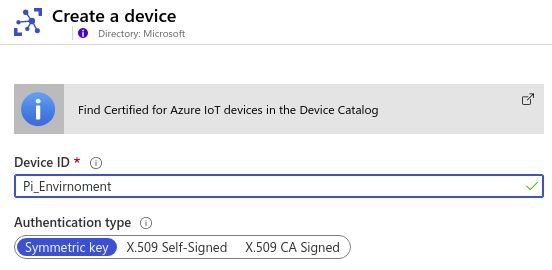 Create a device
Directory: Microsoft
Find Certified for Azure IoT devices in the Device Catalog
Device ID *
Pi_Envirnoment
Authentication type
Symmetric key X.509 Self-Signed X.509 CA Signed